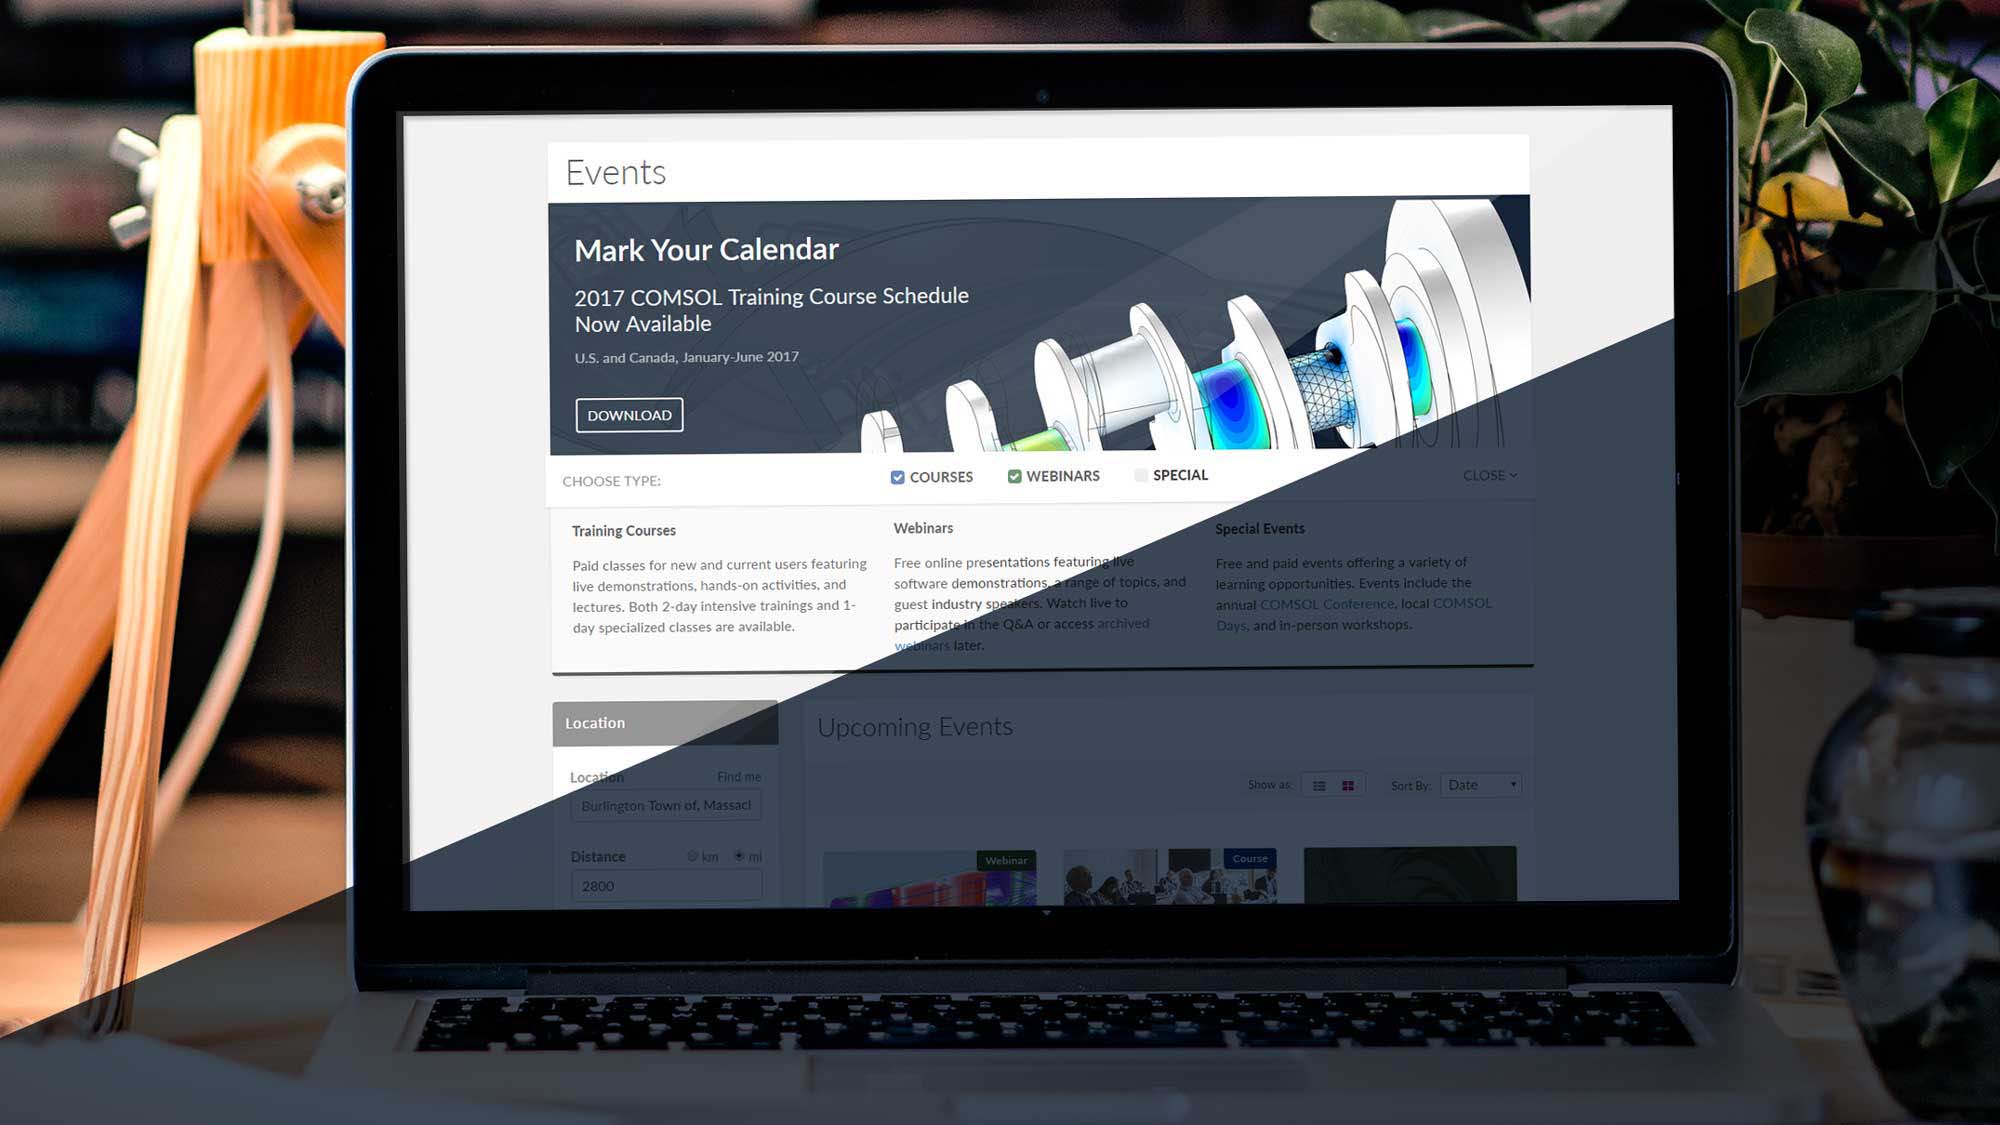 Events
Mark Your Calendar
2017 COMSOL Training Course Schedule
Now Available
U.S. and Canada, January-June 2017
DOWNLOAD
CHOOSE TYPE:
COURSES
WEBINARS
SPECIAL
CLOSE
Training Courses
Paid classes for new and current users featuring
live demonstrations, hands-on activities, and
lectures. Both 2-day intensive trainings and 1-
day specialized classes are available.
Webinars
Free online presentations featuring live
software demonstrations, a range of topics, and
guest industry speakers. Watch live to
participate in the Q&A or access archived
webinars later.
Special Events
Free and paid events offering a variety of
learning opportunities. Events include the
annual COMSOL Conference, local COMSOL
Days, and in-person workshops.
Location
Location
Find me
Burlington Town of, Massacl
Distance
km
mi
2800
Upcoming Events
Show as:
Sort By:
Date
Webinar
Course